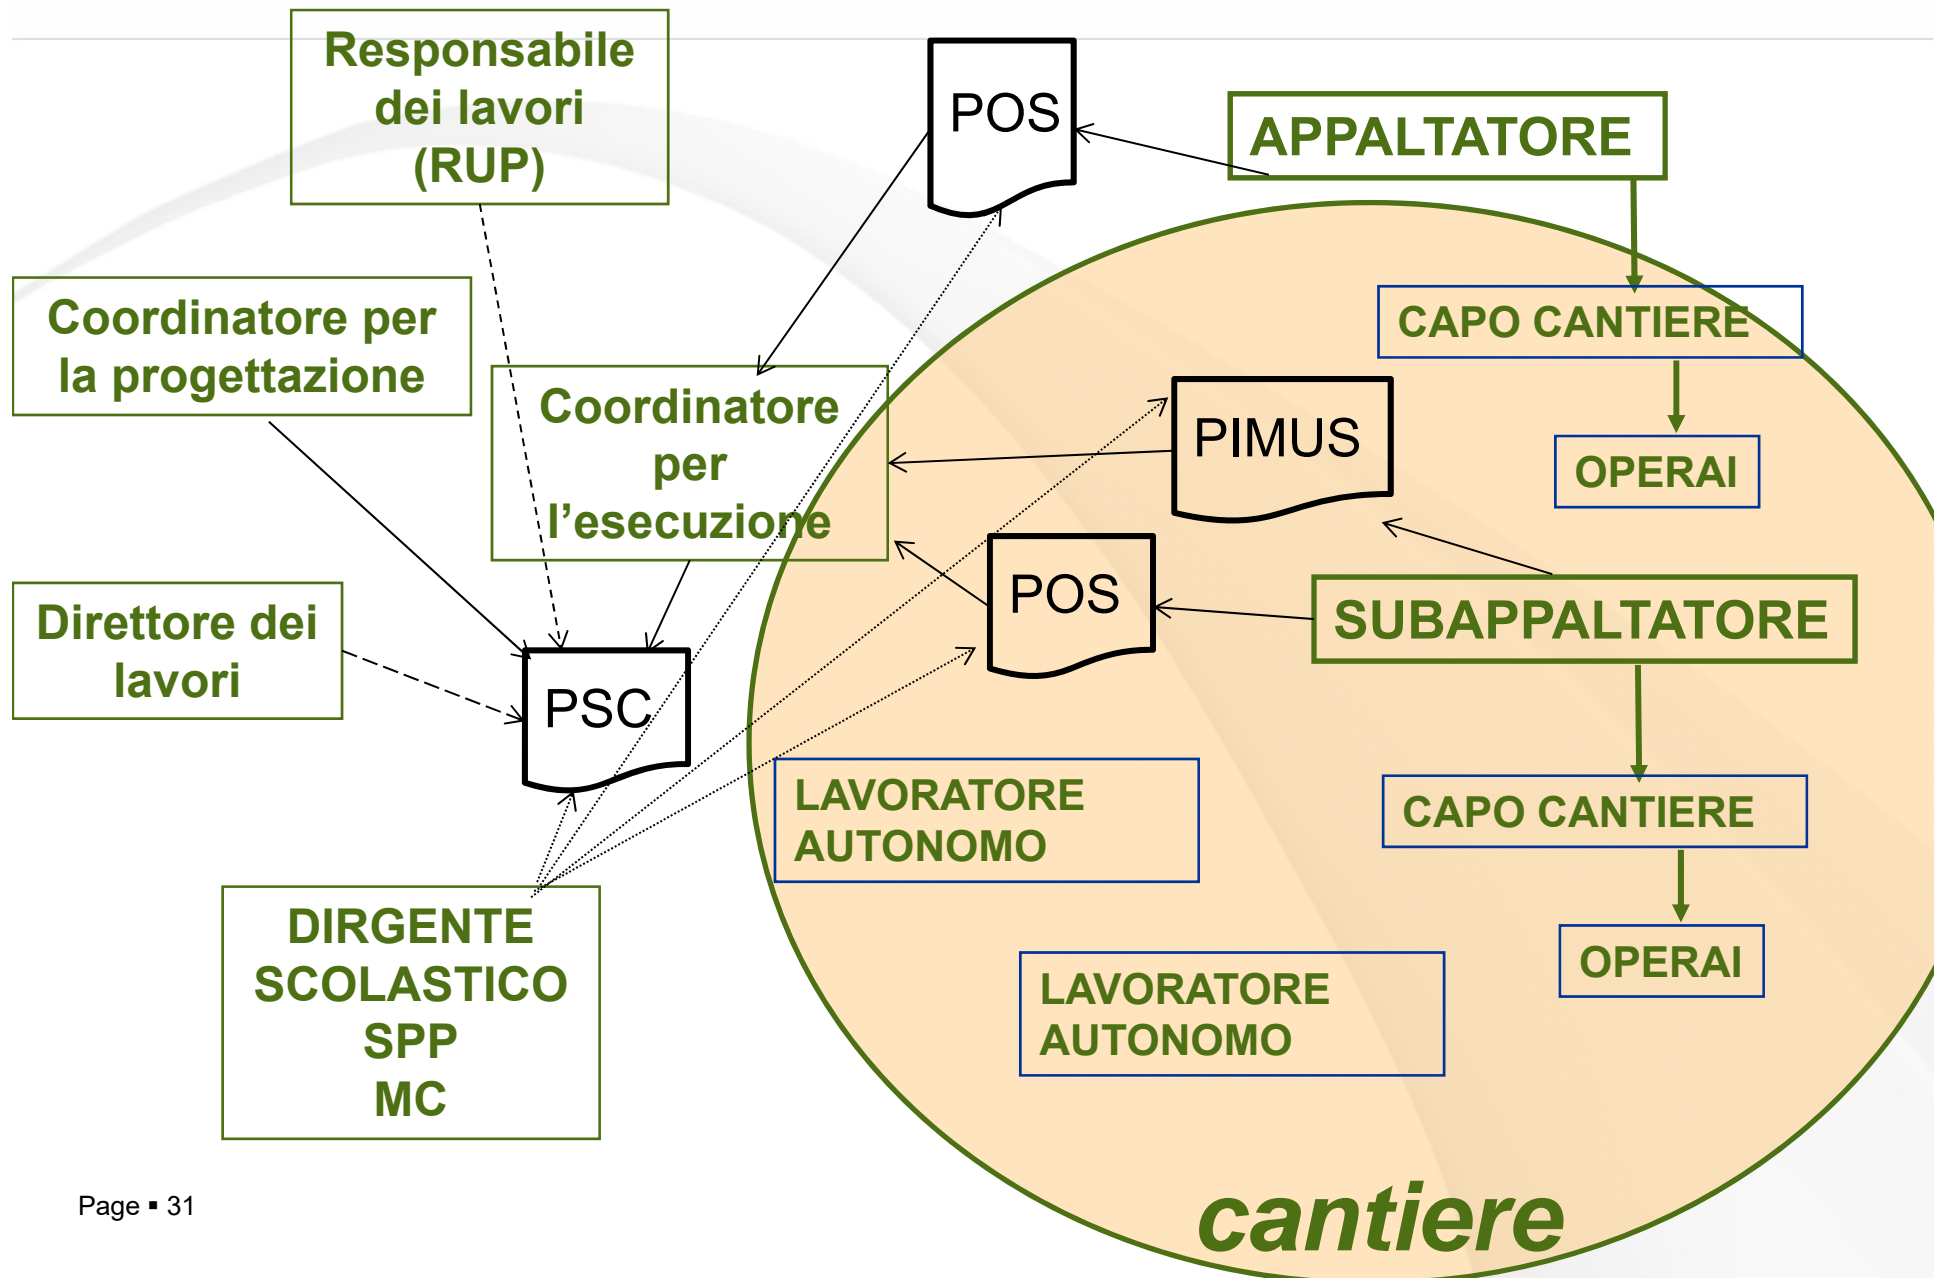 Responsabile
dei lavori
(RUP)
POS
APPALTATORE
Coordinatore per
la progettazione
CAPO CANTIERE
Coordinatore
per
l’esecuzione
PIMUS
OPERAI
POS
Direttore dei
lavori
SUBAPPALTATORE
PSC
LAVORATORE
AUTONOMO
CAPO CANTIERE
DIRGENTE
SCOLASTICO
SPP
MC
OPERAI
LAVORATORE
AUTONOMO
Page ▪ 31
cantiere